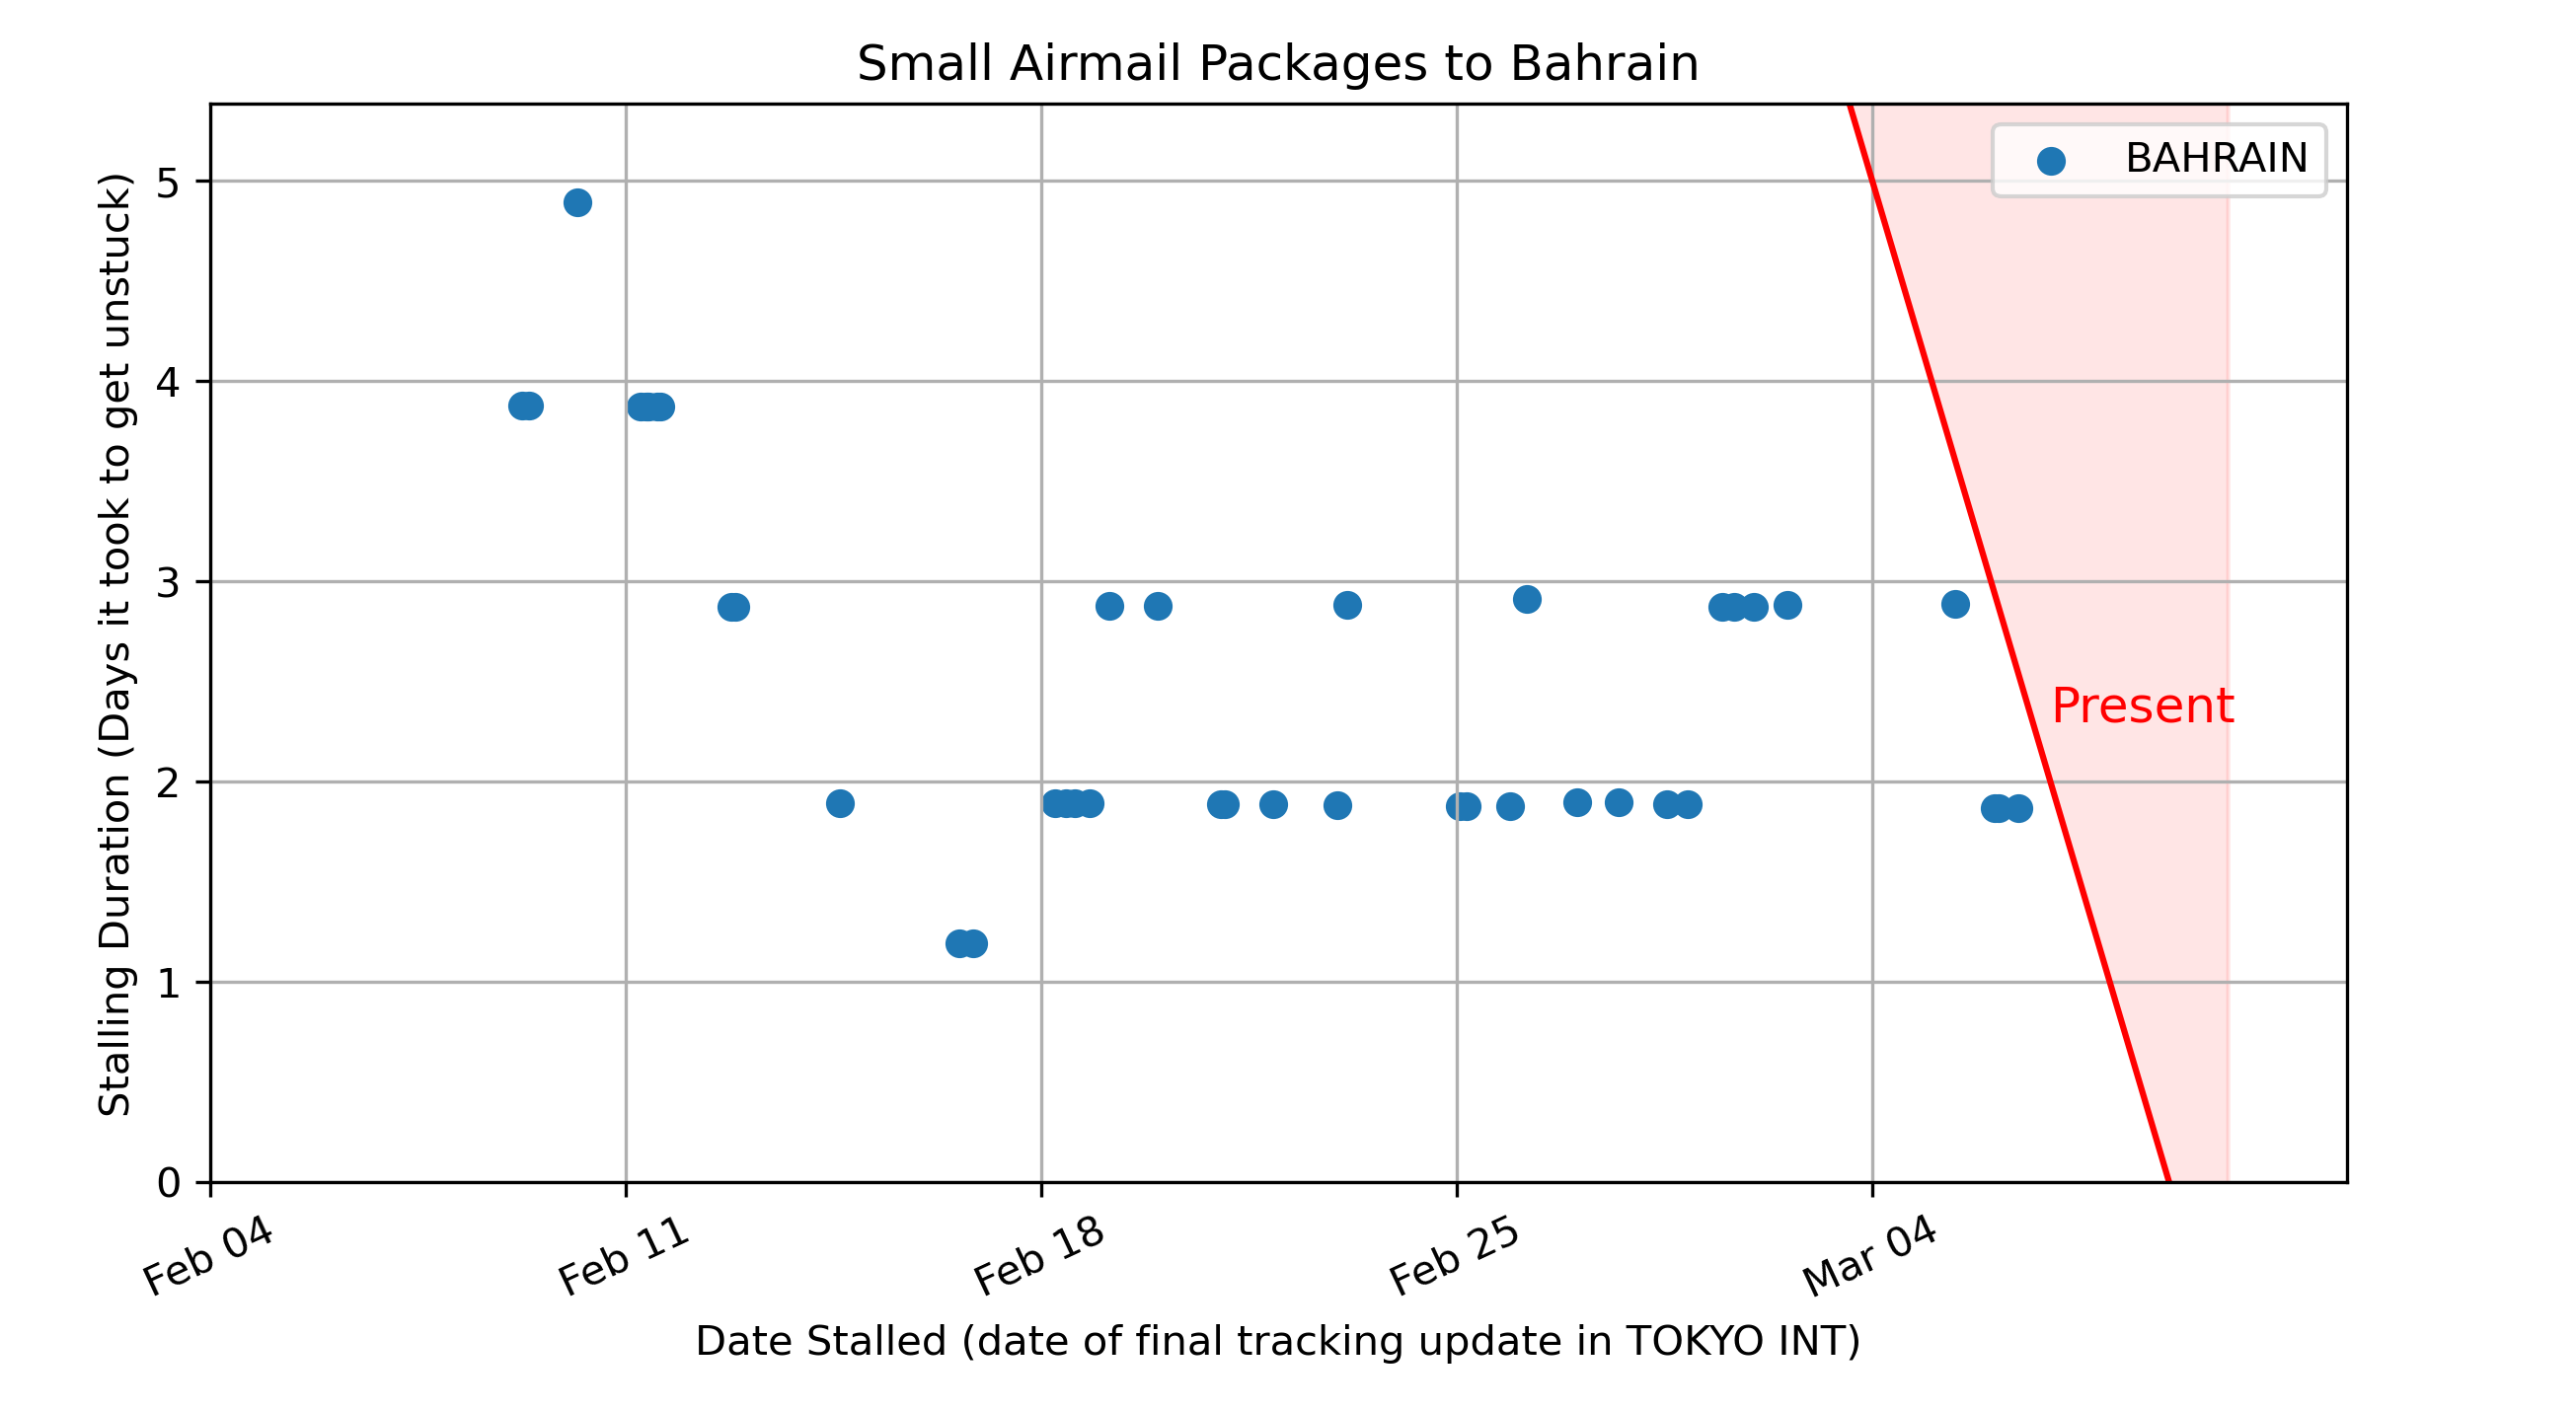 Small Airmail Packages to Bahrain
BAHRAIN
Present
Stalling Duration (Days it took to get unstuck)
5
4
3
2
1
0
Feb 04
Feb 11
Feb 18
Feb 25
Mar 04
Date Stalled (date of final tracking update in TOKYO INT)